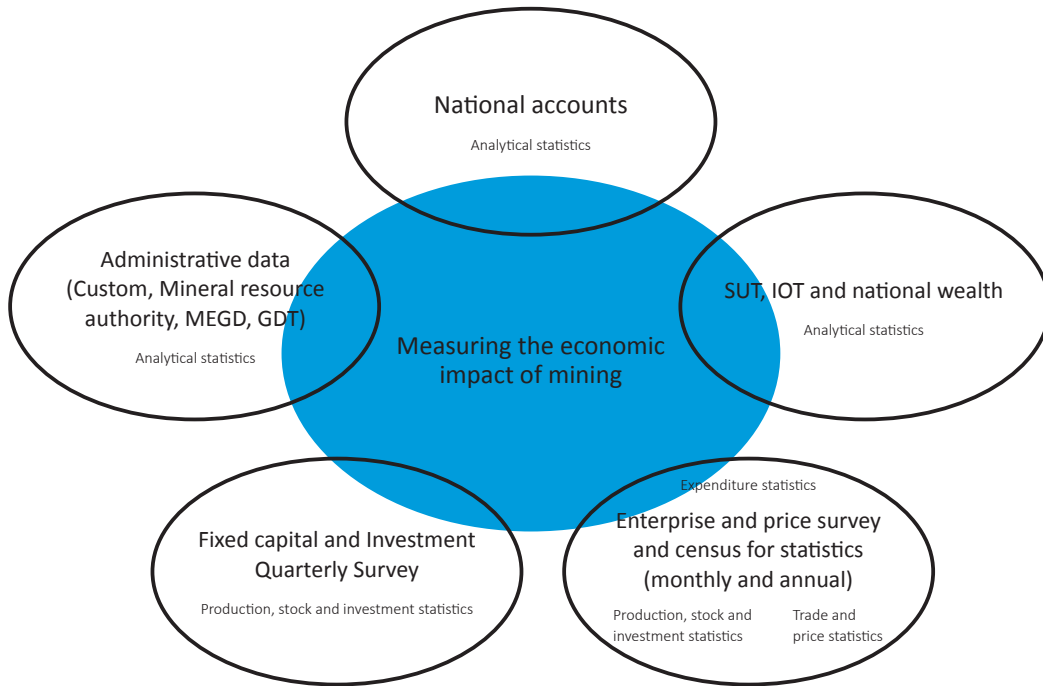 National accounts
Analytical statistics
Administrative data
(Custom, Mineral resource
authority, MEGD, GDT)
Analytical statistics
SUT, IOT and national wealth
Analytical statistics
Measuring the economic
impact of mining
Fixed capital and Investment
Quarterly Survey
Production, stock and investment statistics
Expenditure statistics
Enterprise and price survey
and census for statistics
(monthly and annual)
Production, stock and
investment statistics
Trade and
price statistics